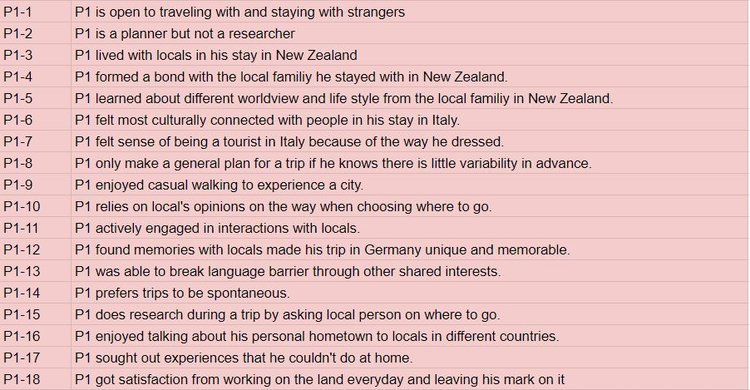 P1-1 P1 is open to traveling with and staying with strangers
P1-2 P1 is a planner but not a researcher
P1-3 P1 lived with locals in his stay in New Zealand
P1-4 P1 formed a bond with the local familiy he stayed with in New Zealand.
P1-5 P1 learned about different worldview and life style from the local familiy in New Zealand.
P1-6 P1 felt most culturally connected with people in his stay in Italy.
P1-7 P1 felt sense of being a tourist in Italy because of the way he dressed.
P1-8 P1 only make a general plan for a trip if he knows there is little variability in advance.
P1-9 P1 enjoyed casual walking to experience a city.
P1-10 P1 relies on local's opinions on the way when choosing where to go.
P1-11 P1 actively engaged in interactions with locals.
P1-12 P1 found memories with locals made his trip in Germany unique and memorable.
P1-13 P1 was able to break language barrier through other shared interests.
P1-14 P1 prefers trips to be spontaneous.
P1-15 P1 does research during a trip by asking local person on where to go.
P1-16 P1 enjoyed talking about his personal hometown to locals in different countries.
P1-17 P1 sought out experiences that he couldn't do at home.
P1-18 P1 got satisfaction from working on the land everyday and leaving his mark on it